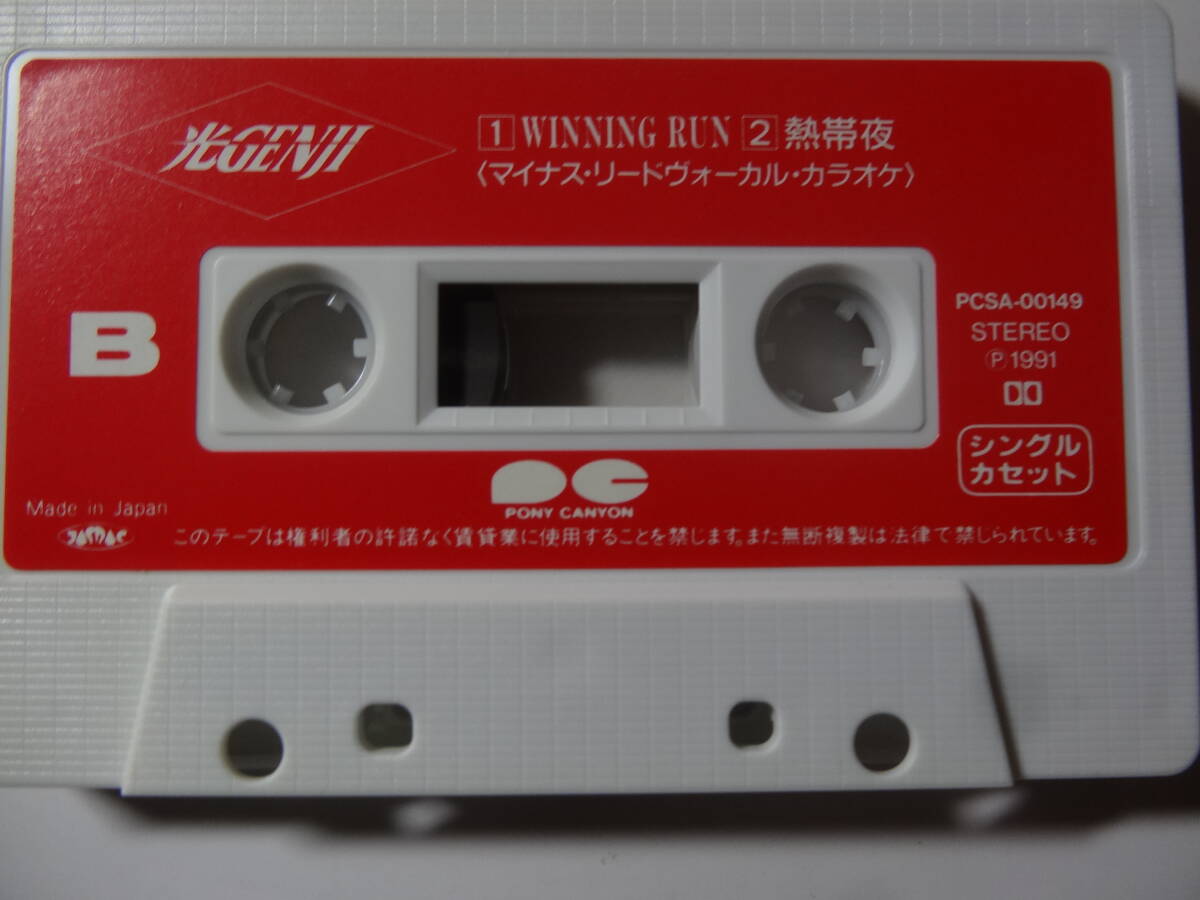 光GENJI
1 WINNING RUN 2 熱帯夜
〈マイナス・リードヴォーカル・カラオケ〉
B
PCSA-00149
STEREO
Ⓟ1991
シングル
カセット
PC
PONY CANYON
Made in Japan
JASRAC
このテープは権利者の許諾なく賃貸業に使用することを禁じます。また無断複製は法律で禁じられています。